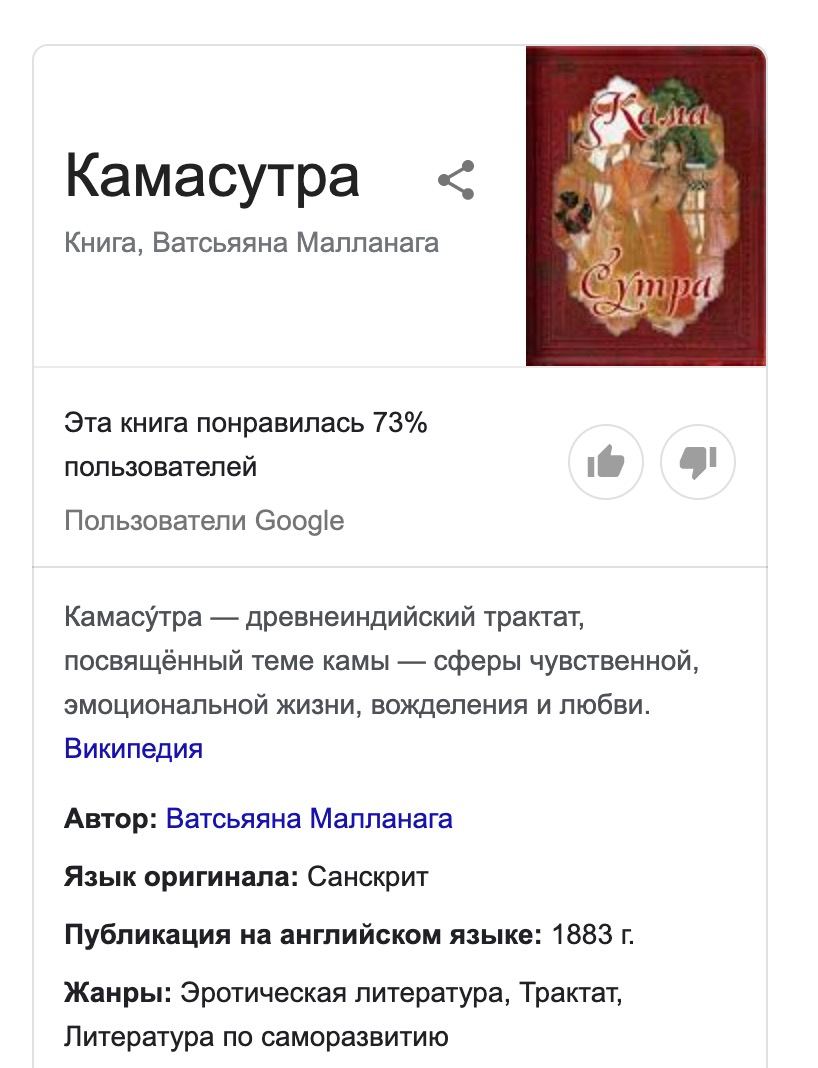 Камасутра
Книга, Ватсьяяна Малланага
Кама
Сутра
Эта книга понравилась 73%
пользователей
Пользователи Google
Камасу́тра — древнеиндийский трактат,
посвящённый теме камы — сферы чувственной,
эмоциональной жизни, вожделения и любви.
Википедия
Автор: Ватсьяяна Малланага
Язык оригинала: Санскрит
Публикация на английском языке: 1883 г.
Жанры: Эротическая литература, Трактат,
Литература по саморазвитию